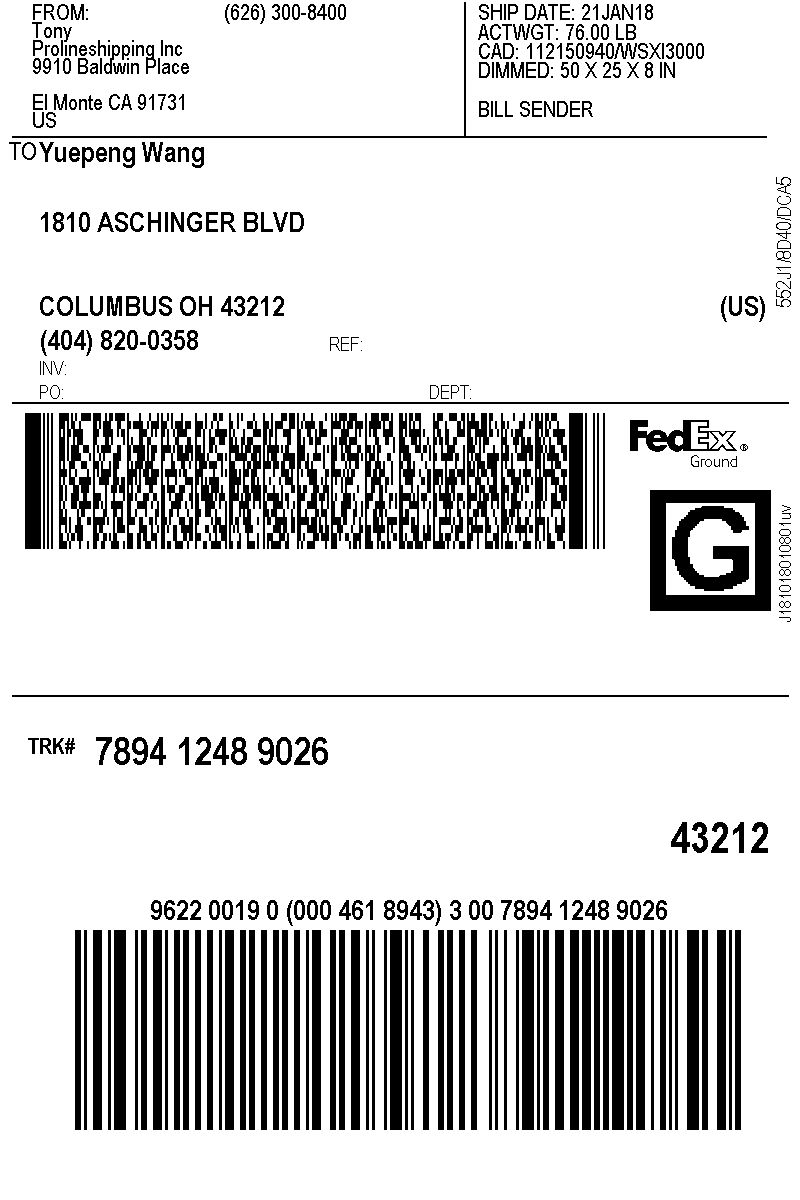 FROM: (626) 300-8400
Tony
Prolineshipping Inc
9910 Baldwin Place
El Monte CA 91731
US
SHIP DATE: 21JAN18
ACTWGT: 76.00 LB
CAD: 112150940/WSXI3000
DIMMED: 50 X 25 X 8 IN
BILL SENDER
TO Yuepeng Wang
1810 ASCHINGER BLVD
COLUMBUS OH 43212 (US)
(404) 820-0358 REF:
INV:
PO: DEPT:
552J1/8D40/DCA5
FedEx ®
Ground
G
J181018010801uv
TRK# 7894 1248 9026
43212
9622 0019 0 (000 461 8943) 3 00 7894 1248 9026